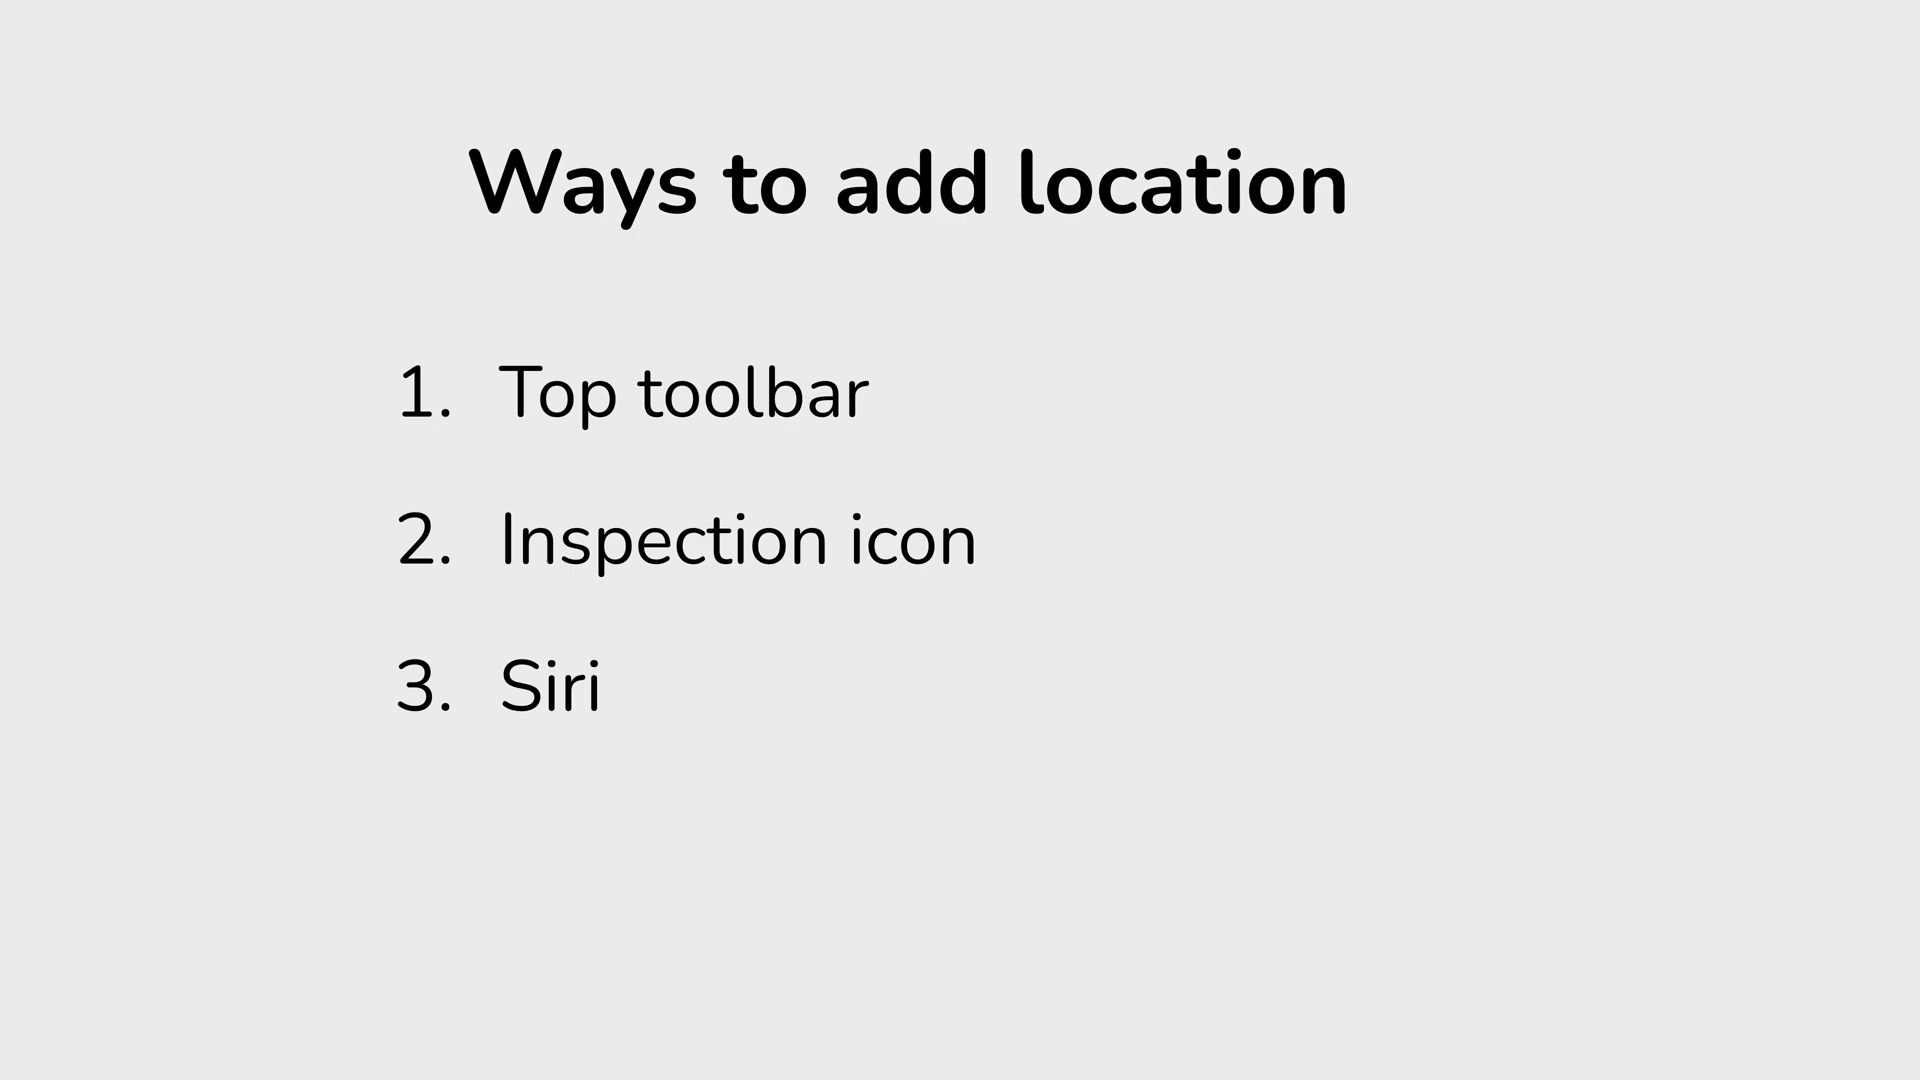 Ways to add location
1. Top toolbar
2. Inspection icon
3. Siri